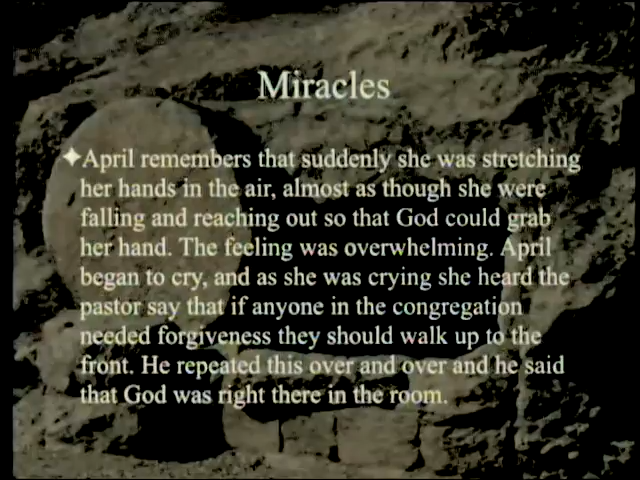 Miracles
✦April remembers that suddenly she was stretching
her hands in the air, almost as though she were
falling and reaching out so that God could grab
her hand. The feeling was overwhelming. April
began to cry, and as she was crying she heard the
pastor say that if anyone in the congregation
needed forgiveness they should walk up to the
front. He repeated this over and over and he said
that God was right there in the room.